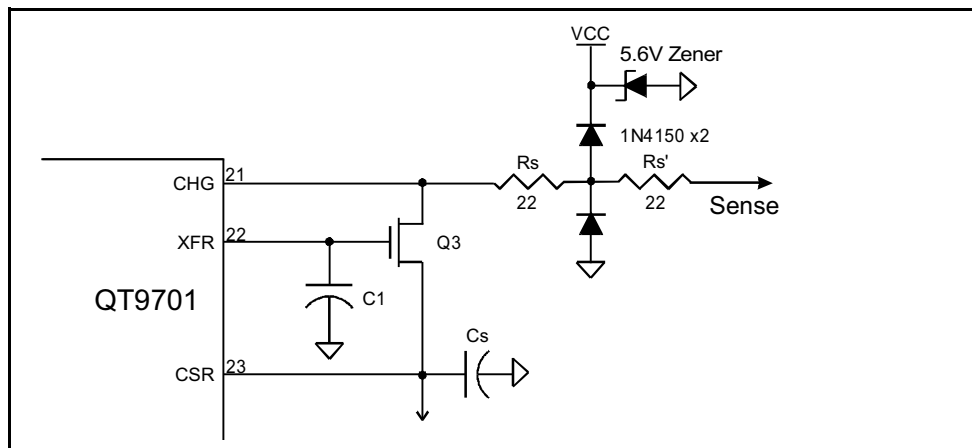 VCC
5.6V Zener
1N4150 x2
Rs
Rs'
CHG
21
22
22
Sense
XFR
22
Q3
QT9701
C1
Cs
CSR
23